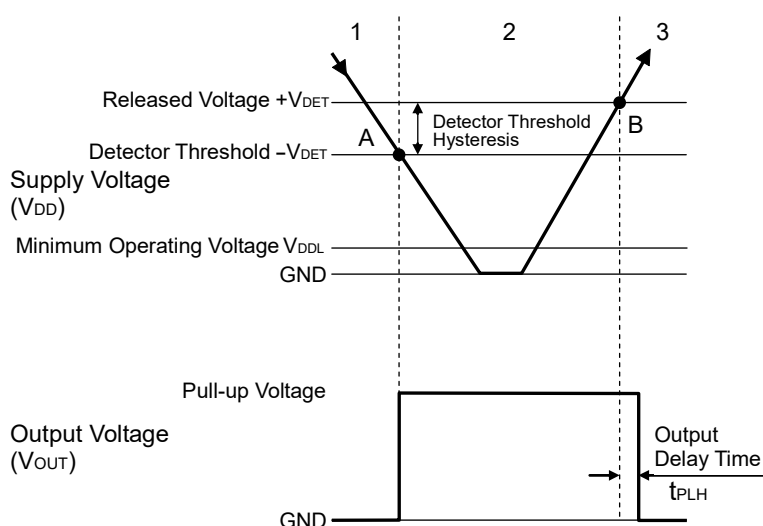 1
2
3
Released Voltage +VDET
A
B
Detector Threshold
Hysteresis
Detector Threshold –VDET
Supply Voltage
(VDD)
Minimum Operating Voltage VDDL
GND
Pull-up Voltage
Output Voltage
(VOUT)
Output
Delay Time
tPLH
GND